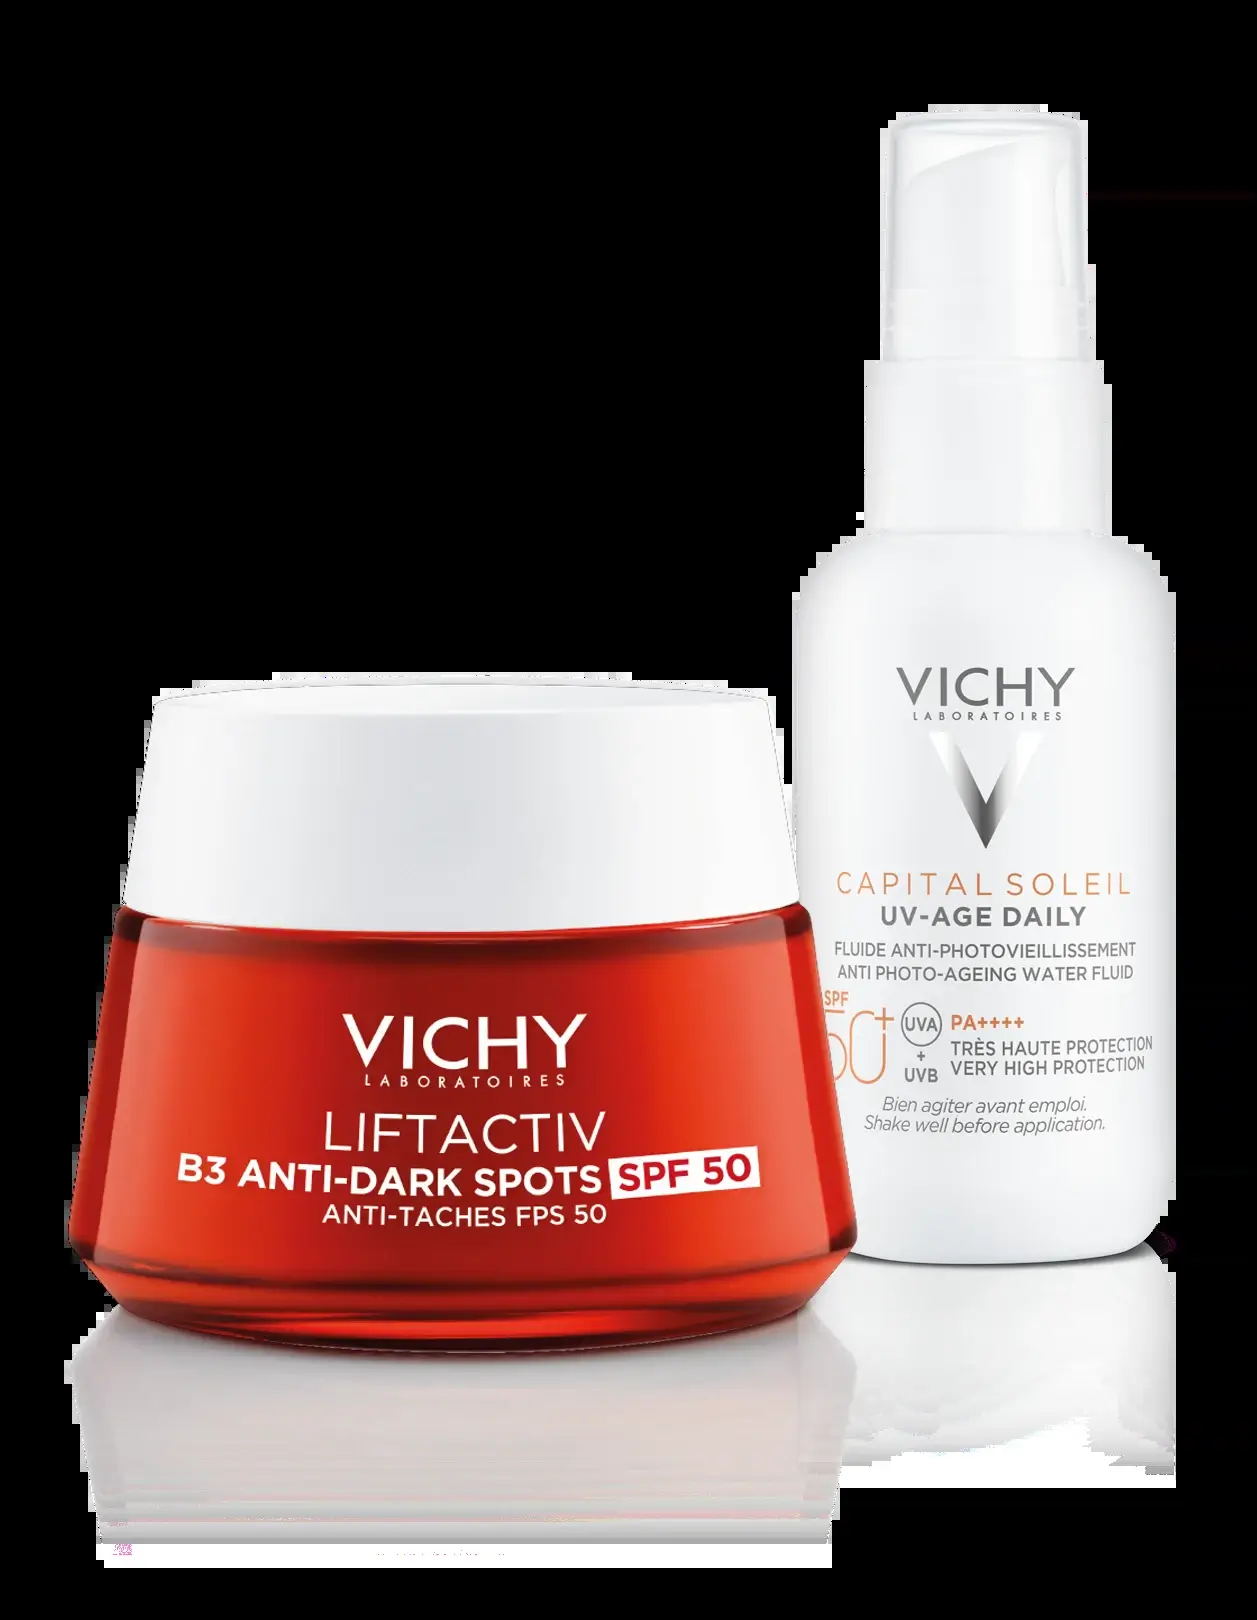 VICHY
LABORATOIRES
LIFTACTIV
B3 ANTI-DARK SPOTS SPF 50
ANTI-TACHES FPS 50
VICHY
LABORATOIRES
V
CAPITAL SOLEIL
UV-AGE DAILY
FLUIDE ANTI-PHOTOVIEILLISSEMENT
ANTI PHOTO-AGEING WATER FLUID
SPF
50+
UVA
+
UVB
PA++++
TRÈS HAUTE PROTECTION
VERY HIGH PROTECTION
Bien agiter avant emploi.
Shake well before application.